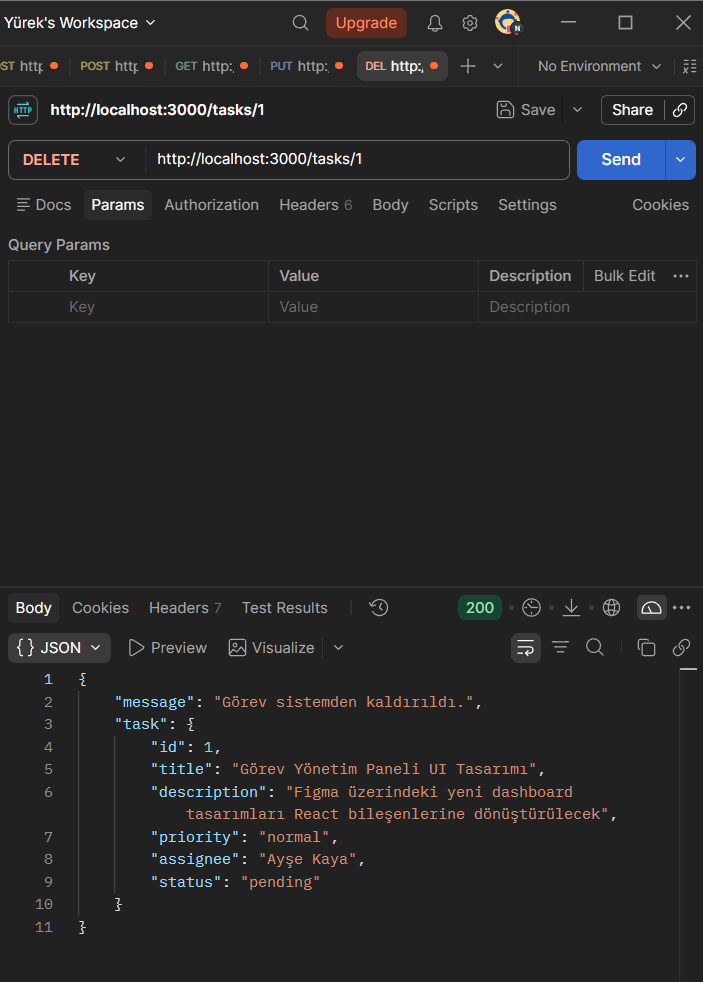 Yürek's Workspace Upgrade
POST http: POST http: GET http:/ PUT http:/ DEL http:/ No Environment
HTTP http://localhost:3000/tasks/1 Save Share
DELETE http://localhost:3000/tasks/1 Send
Docs Params Authorization Headers 6 Body Scripts Settings Cookies
Query Params
Key Value Description Bulk Edit
Key Value Description
Body Cookies Headers 7 Test Results 200
{} JSON Preview Visualize
1 {
2 "message": "Görev sistemden kaldırıldı.",
3 "task": {
4 "id": 1,
5 "title": "Görev Yönetim Paneli UI Tasarımı",
6 "description": "Figma üzerindeki yeni dashboard
tasarımları React bileşenlerine dönüştürülecek",
7 "priority": "normal",
8 "assignee": "Ayşe Kaya",
9 "status": "pending"
10 }
11 }